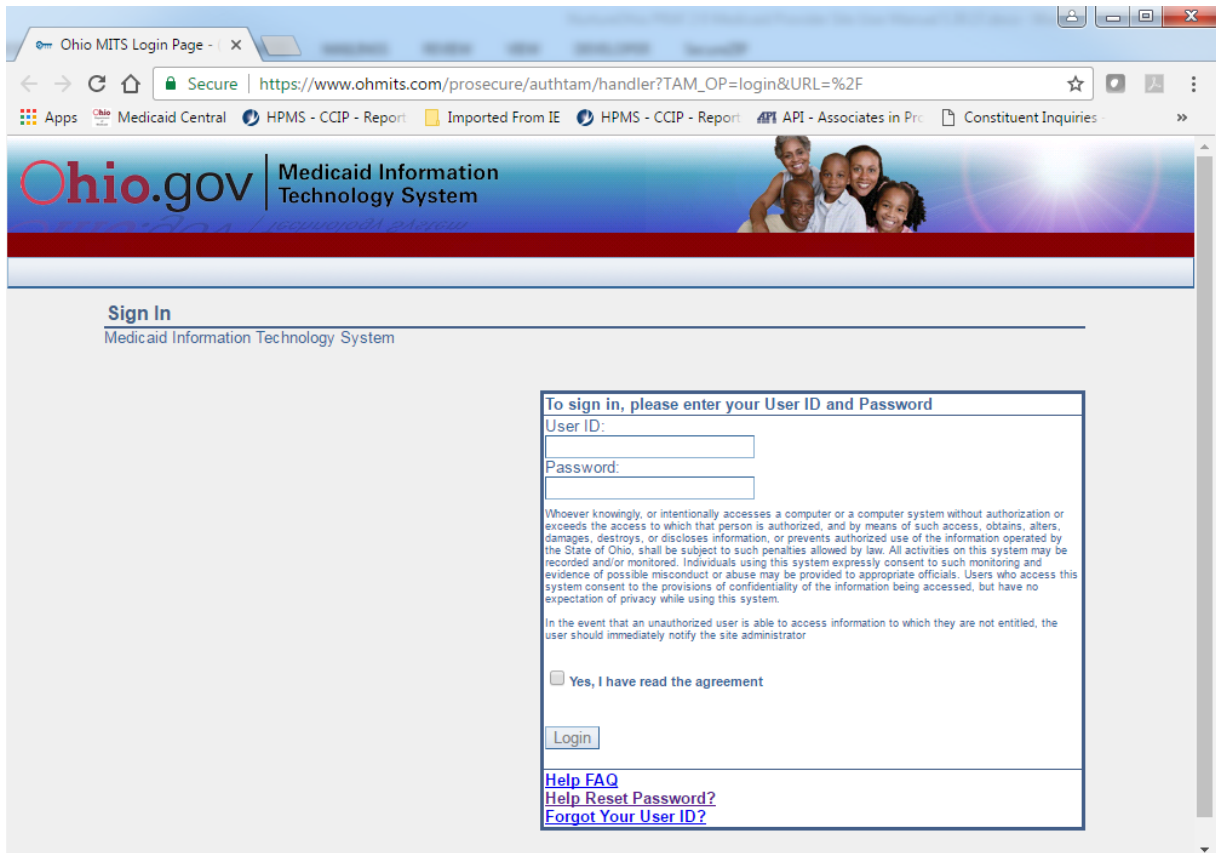 Ohio MITS Login Page - (
Secure https://www.ohmits.com/prosecure/authtam/handler?TAM_OP=login&URL=%2F
Apps Medicaid Central HPMS - CCIP - Report Imported From IE HPMS - CCIP - Report API API - Associates in Pro Constituent Inquiries - »
Ohio.gov Medicaid Information
Technology System
Sign In
Medicaid Information Technology System
To sign in, please enter your User ID and Password
User ID:
Password:
Whoever knowingly, or intentionally accesses a computer or a computer system without authorization or
exceeds the access to which that person is authorized, and by means of such access, obtains, alters,
damages, destroys, or discloses information, or prevents authorized use of the information operated by
the State of Ohio, shall be subject to such penalties allowed by law. All activities on this system may be
recorded and/or monitored. Individuals using this system expressly consent to such monitoring and
evidence of possible misconduct or abuse may be provided to appropriate officials. Users who access this
system consent to the provisions of confidentiality of the information being accessed, but have no
expectation of privacy while using this system.
In the event that an unauthorized user is able to access information to which they are not entitled, the
user should immediately notify the site administrator
Yes, I have read the agreement
Login
Help FAQ
Help Reset Password?
Forgot Your User ID?